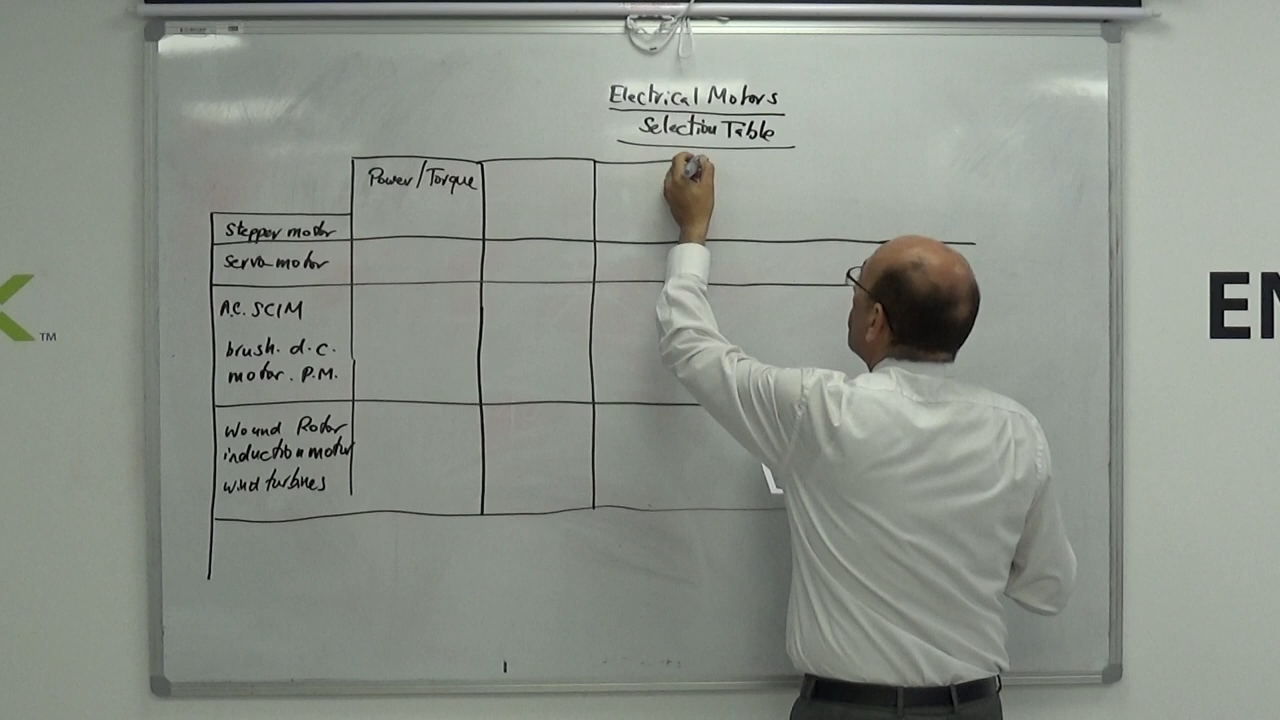 Electrical Motors
Selection Table
Power/Torque
Stepper motor
Servo motor
A.C. SCIM
brush. d.c.
motor. P.M.
Wound Rotor
induction motor
wind turbines
TM
EN